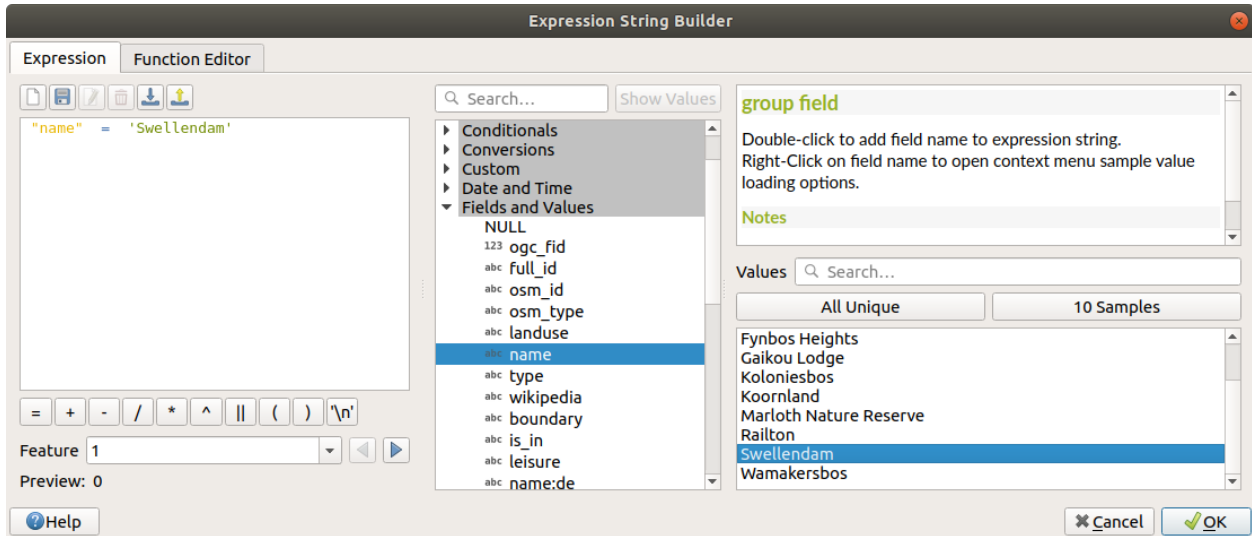 Expression String Builder
Expression
Function Editor
"name" = 'Swellendam'
= + - / * ^ || ( ) '\n'
Feature 1
Preview: 0
Search...
Show Values
Conditionals
Conversions
Custom
Date and Time
Fields and Values
NULL
123 ogc_fid
abc full_id
abc osm_id
abc osm_type
abc landuse
abc name
abc type
abc wikipedia
abc boundary
abc is_in
abc leisure
abc name:de
group field
Double-click to add field name to expression string.
Right-Click on field name to open context menu sample value
loading options.
Notes
Values Search...
All Unique
10 Samples
Fynbos Heights
Gaikou Lodge
Koloniesbos
Koornland
Marloth Nature Reserve
Railton
Swellendam
Wamakersbos
Help
Cancel
OK